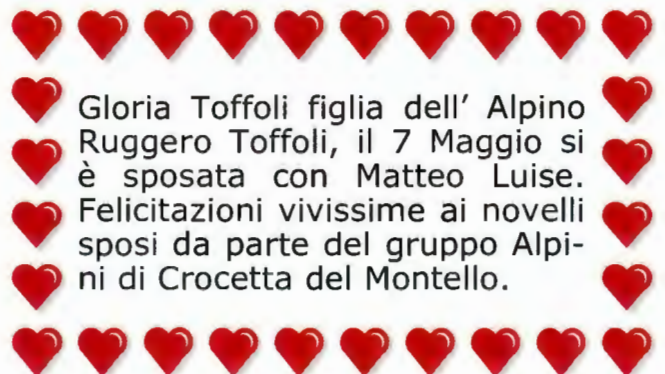 Gloria Toffoli figlia dell' Alpino
Ruggero Toffoli, il 7 Maggio si
è sposata con Matteo Luise.
Felicitazioni vivissime ai novelli
sposi da parte del gruppo Alpi-
ni di Crocetta del Montello.